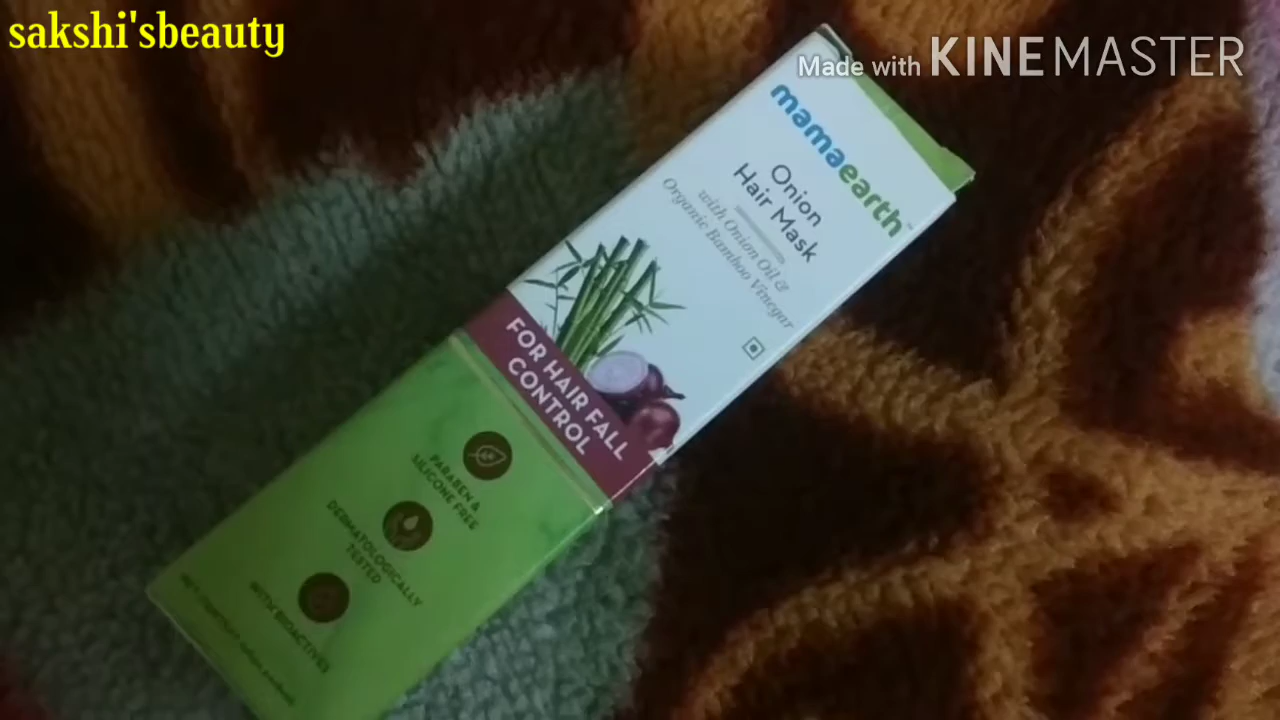 sakshi'sbeauty
Made with KINEMASTER
mamaearth™
Onion
Hair Mask
with Onion Oil &
Organic Bamboo Vinegar
FOR HAIR FALL
CONTROL
PARABEN &
SILICONE FREE
DERMATOLOGICALLY
TESTED
WITH BIOACTIVES